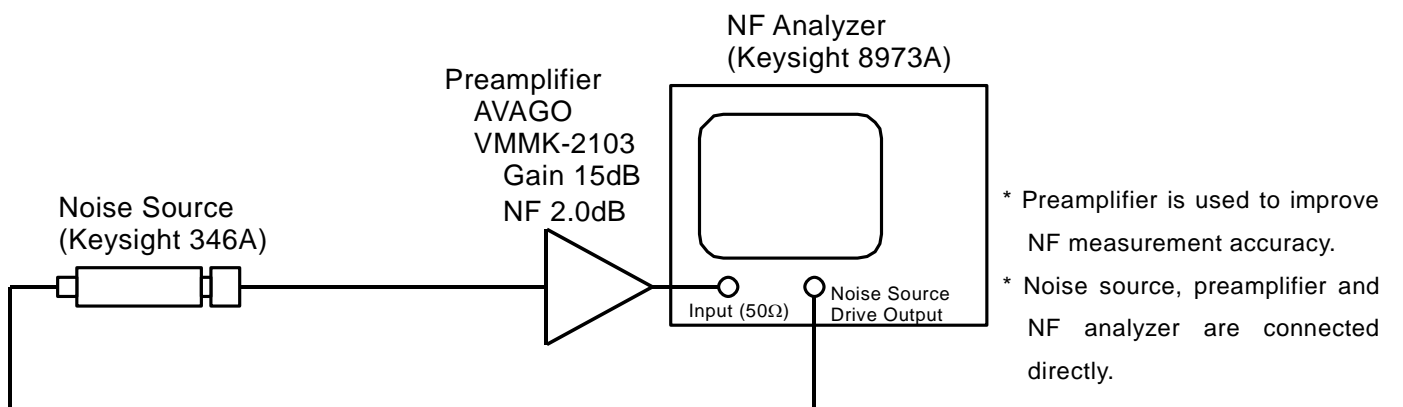 NF Analyzer
(Keysight 8973A)
Preamplifier
AVAGO
VMMK-2103
Gain 15dB
NF 2.0dB
Noise Source
(Keysight 346A)
Input (50Ω)
Noise Source
Drive Output
* Preamplifier is used to improve
NF measurement accuracy.
* Noise source, preamplifier and
NF analyzer are connected
directly.